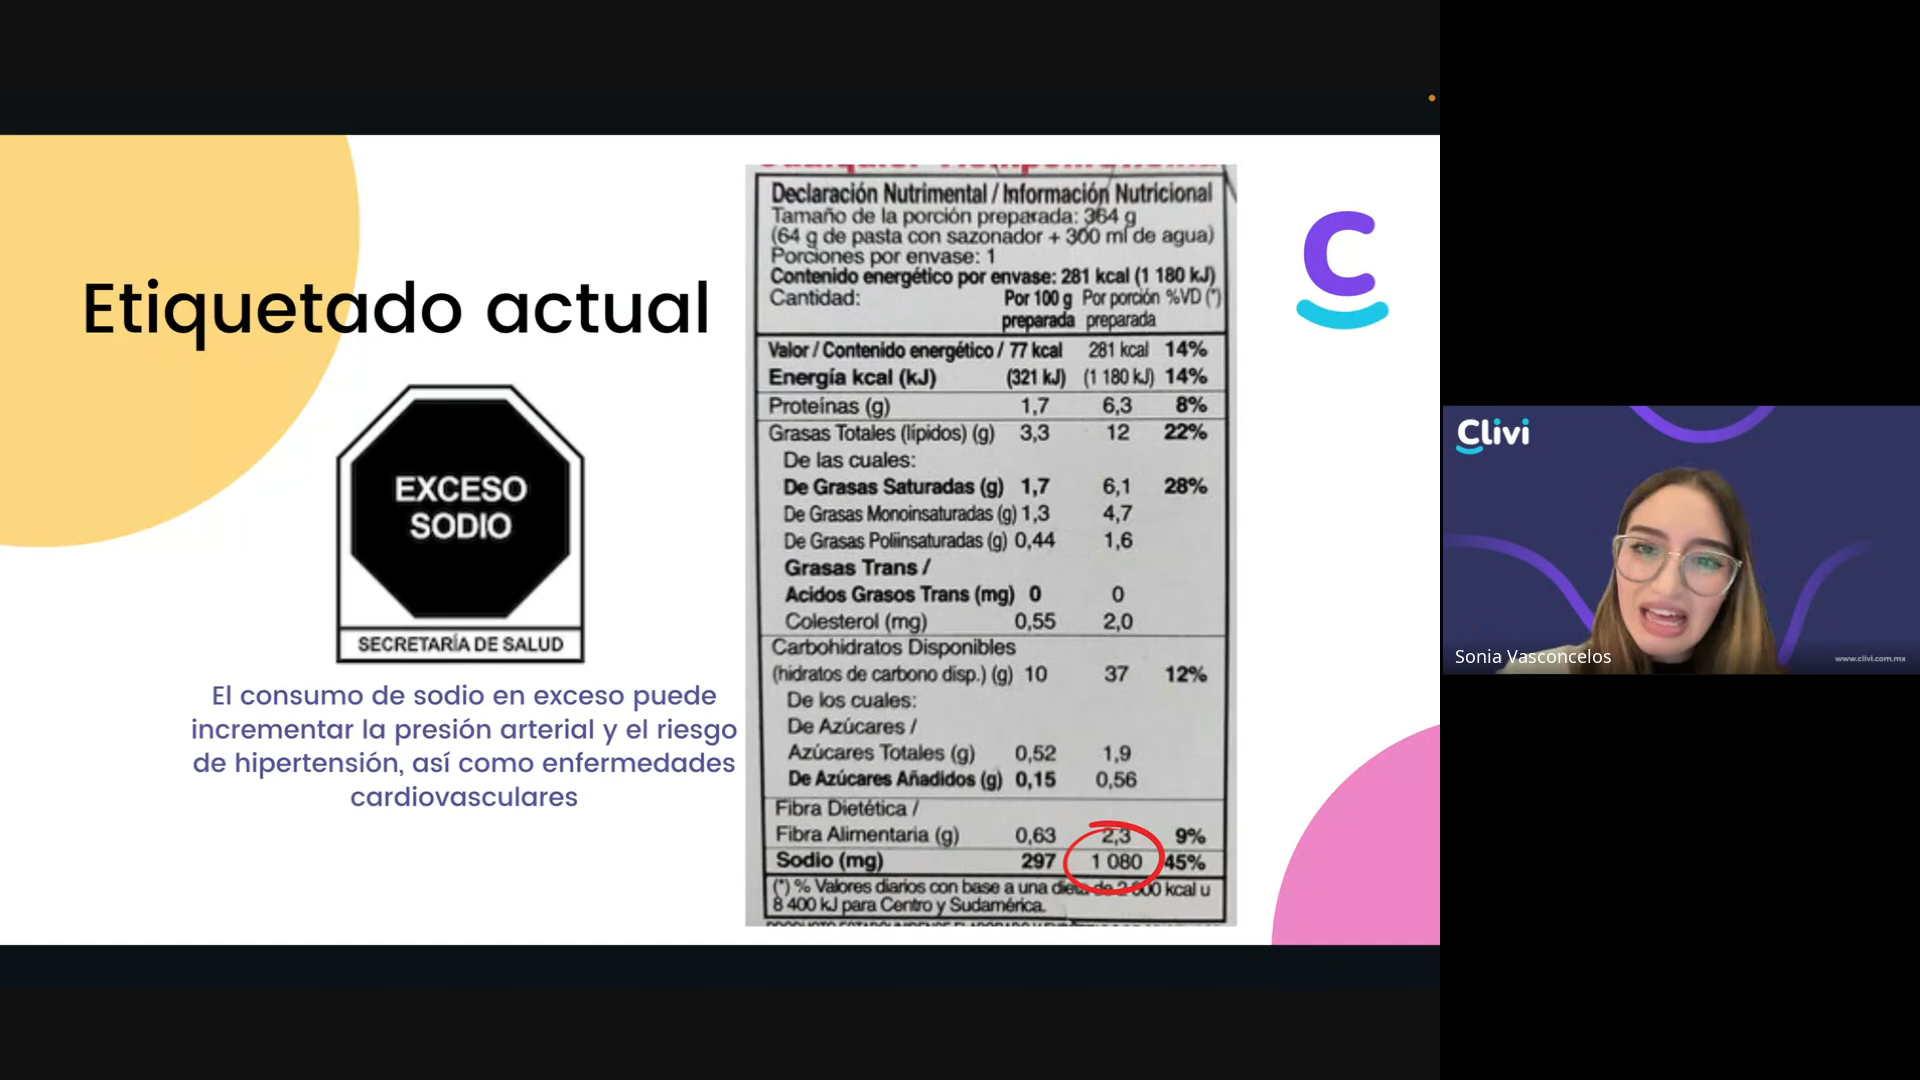 Etiquetado actual
EXCESO
SODIO
SECRETARÍA DE SALUD
El consumo de sodio en exceso puede
incrementar la presión arterial y el riesgo
de hipertensión, así como enfermedades
cardiovasculares
Declaración Nutrimental / Información Nutricional
Tamaño de la porción preparada: 364 g
(64 g de pasta con sazonador + 300 ml de agua)
Porciones por envase: 1
Contenido energético por envase: 281 kcal (1 180 kJ)
Cantidad: Por 100 g Por porción %VD (*)
preparada preparada
Valor / Contenido energético / 77 kcal 281 kcal 14%
Energía kcal (kJ) (321 kJ) (1 180 kJ) 14%
Proteínas (g) 1,7 6,3 8%
Grasas Totales (lípidos) (g) 3,3 12 22%
De las cuales:
De Grasas Saturadas (g) 1,7 6,1 28%
De Grasas Monoinsaturadas (g) 1,3 4,7
De Grasas Poliinsaturadas (g) 0,44 1,6
Grasas Trans /
Acidos Grasos Trans (mg) 0 0
Colesterol (mg) 0,55 2,0
Carbohidratos Disponibles
(hidratos de carbono disp.) (g) 10 37 12%
De los cuales:
De Azúcares /
Azúcares Totales (g) 0,52 1,9
De Azúcares Añadidos (g) 0,15 0,56
Fibra Dietética /
Fibra Alimentaria (g) 0,63 2,3 9%
Sodio (mg) 297 1 080 45%
(*) % Valores diarios con base a una dieta de 2 000 kcal u
8 400 kJ para Centro y Sudamérica.
Clivi
Sonia Vasconcelos
www.clivi.com.mx